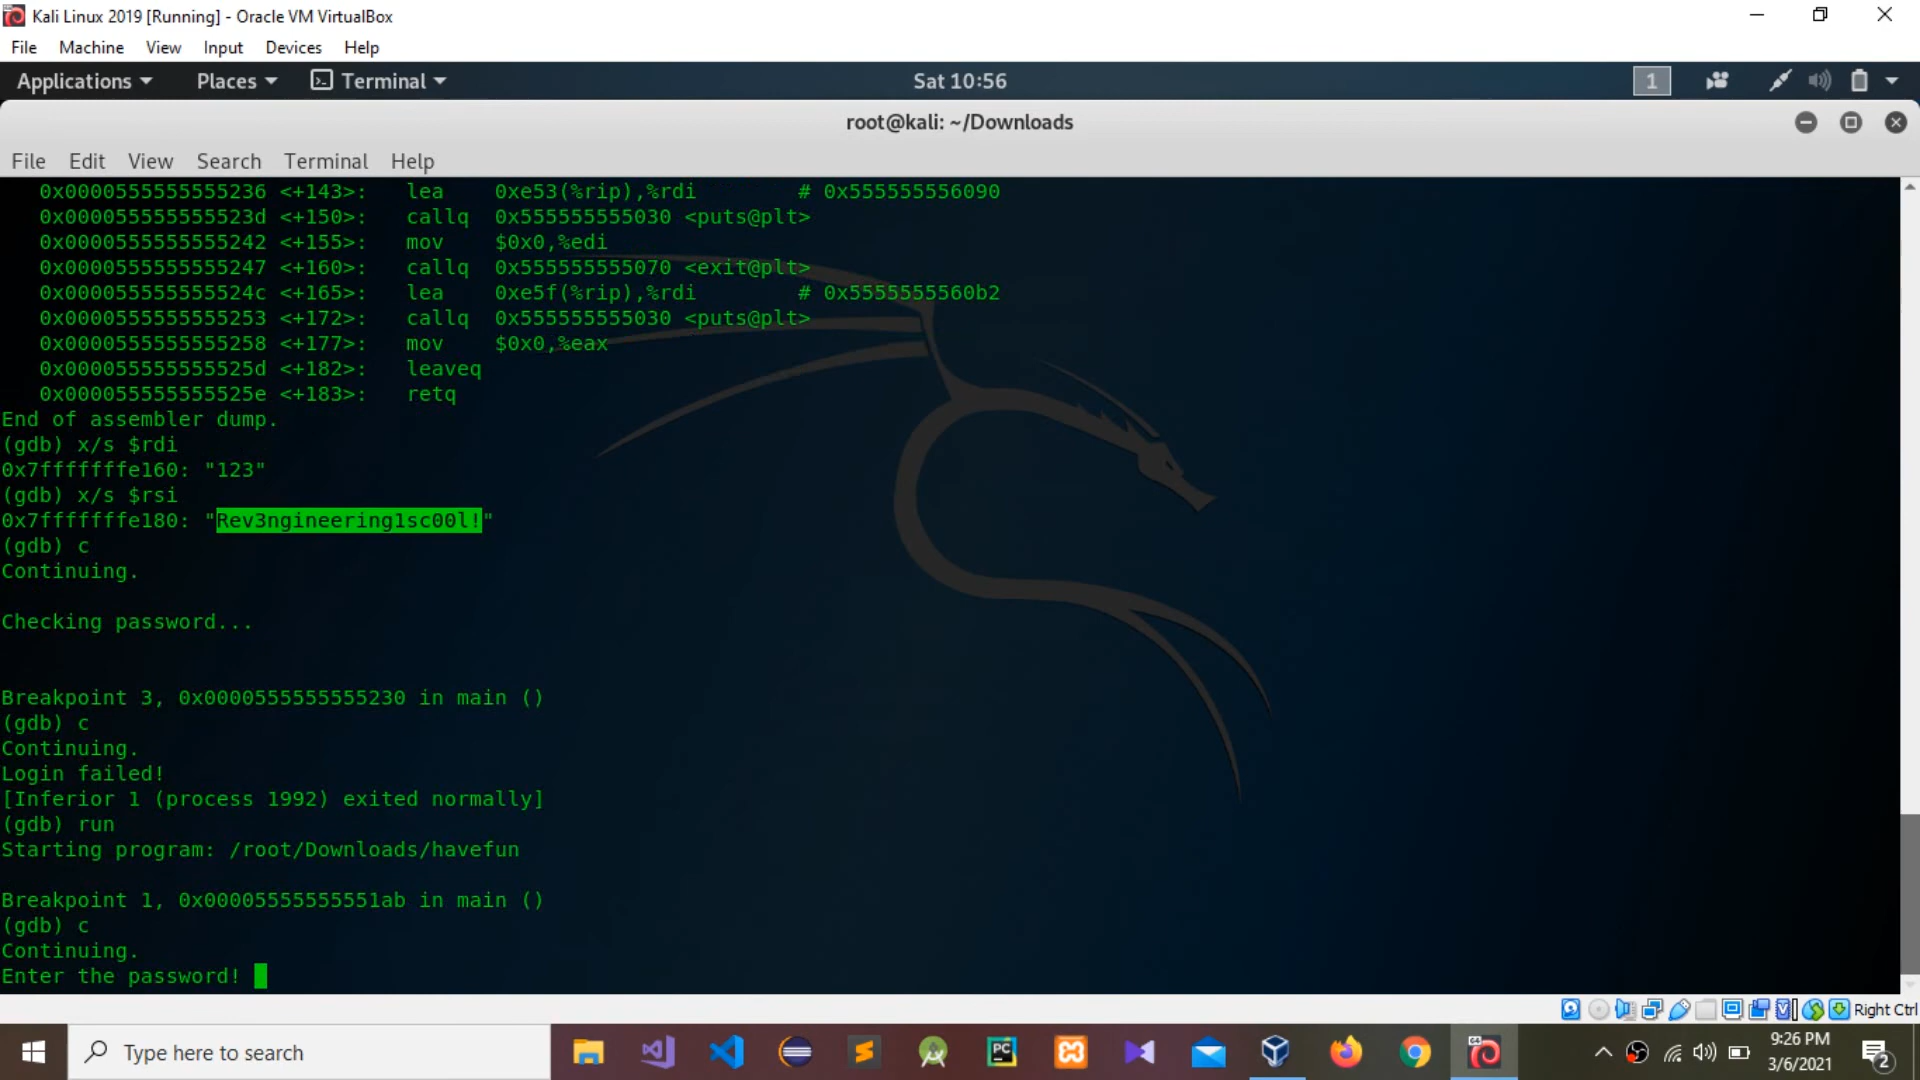 Kali Linux 2019 [Running] - Oracle VM VirtualBox
File Machine View Input Devices Help
Applications Places Terminal Sat 10:56 1
root@kali: ~/Downloads
File Edit View Search Terminal Help
0x0000555555555236 <+143>: lea 0xe53(%rip),%rdi # 0x555555556090
0x000055555555523d <+150>: callq 0x555555555030 <puts@plt>
0x0000555555555242 <+155>: mov $0x0,%edi
0x0000555555555247 <+160>: callq 0x555555555070 <exit@plt>
0x000055555555524c <+165>: lea 0xe5f(%rip),%rdi # 0x5555555560b2
0x0000555555555253 <+172>: callq 0x555555555030 <puts@plt>
0x0000555555555258 <+177>: mov $0x0,%eax
0x000055555555525d <+182>: leaveq
0x000055555555525e <+183>: retq
End of assembler dump.
(gdb) x/s $rdi
0x7fffffffe160: "123"
(gdb) x/s $rsi
0x7fffffffe180: "Rev3ngineering1sc00l!"
(gdb) c
Continuing.
Checking password...
Breakpoint 3, 0x0000555555555230 in main ()
(gdb) c
Continuing.
Login failed!
[Inferior 1 (process 1992) exited normally]
(gdb) run
Starting program: /root/Downloads/havefun
Breakpoint 1, 0x00005555555551ab in main ()
(gdb) c
Continuing.
Enter the password!
Right Ctrl
Type here to search
PC
64
9:26 PM
3/6/2021
2